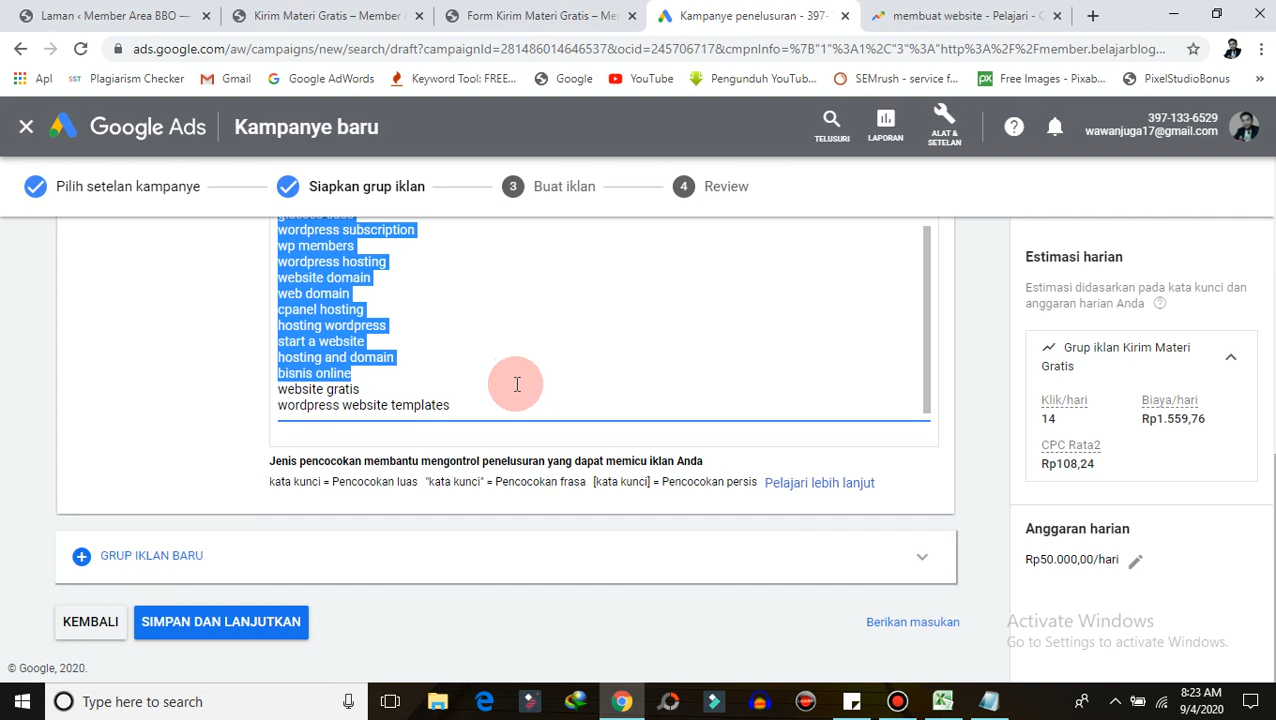 Laman ‹ Member Area BBO —
Kirim Materi Gratis – Member A
Form Kirim Materi Gratis – Mem
Kampanye penelusuran - 397-
membuat website - Pelajari - G
ads.google.com/aw/campaigns/new/search/draft?campaignId=281486014646537&ocid=245706717&cmpnInfo=%7B"1"%3A1%2C"3"%3A"http%3A%2F%2Fmember.belajarblog...
Apl
SST Plagiarism Checker
Gmail
Google AdWords
Keyword Tool: FREE...
Google
YouTube
Pengunduh YouTub...
SEMrush - service f...
px Free Images - Pixab...
PixelStudioBonus
»
Google Ads
Kampanye baru
TELUSURI
LAPORAN
ALAT & SETELAN
397-133-6529
wawanjuga17@gmail.com
Pilih setelan kampanye
Siapkan grup iklan
3 Buat iklan
4 Review
wordpress subscription
wp members
wordpress hosting
website domain
web domain
cpanel hosting
hosting wordpress
start a website
hosting and domain
bisnis online
website gratis
wordpress website templates
Jenis pencocokan membantu mengontrol penelusuran yang dapat memicu iklan Anda
kata kunci = Pencocokan luas "kata kunci" = Pencocokan frasa [kata kunci] = Pencocokan persis Pelajari lebih lanjut
GRUP IKLAN BARU
KEMBALI
SIMPAN DAN LANJUTKAN
Berikan masukan
© Google, 2020.
Estimasi harian
Estimasi didasarkan pada kata kunci dan
anggaran harian Anda
Grup iklan Kirim Materi
Gratis
Klik/hari
Biaya/hari
14
Rp1.559,76
CPC Rata2
Rp108,24
Anggaran harian
Rp50.000,00/hari
Activate Windows
Go to Settings to activate Windows.
Type here to search
8:23 AM
9/4/2020